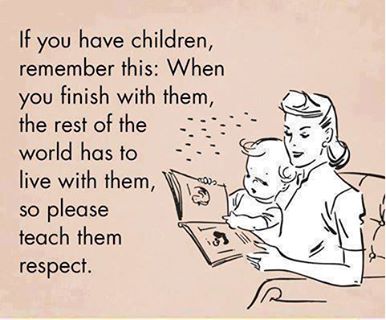 If you have children,
remember this: When
you finish with them,
the rest of the
world has to
live with them,
so please
teach them
respect.